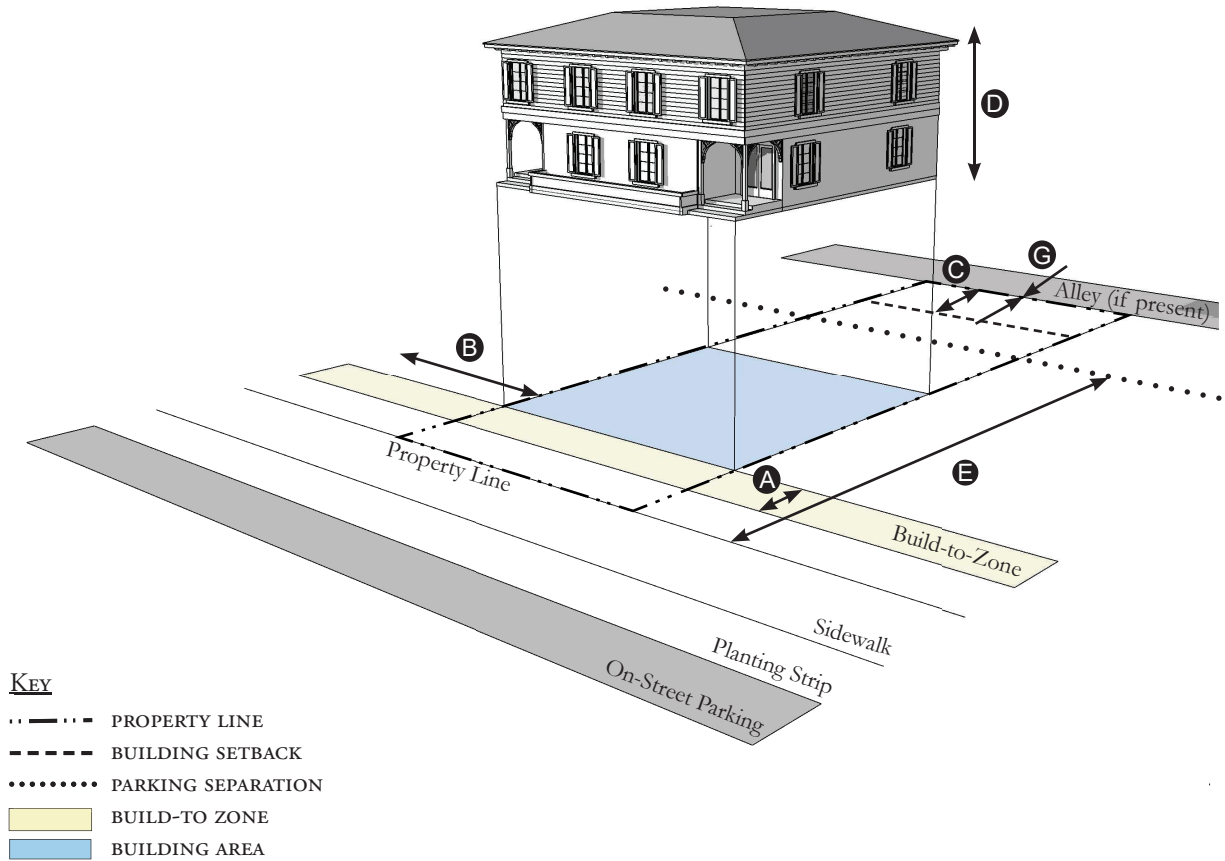 D
C
G
Alley (if present)
B
Property Line
A
E
Build-to-Zone
Sidewalk
Planting Strip
On-Street Parking
KEY
PROPERTY LINE
BUILDING SETBACK
PARKING SEPARATION
BUILD-TO ZONE
BUILDING AREA